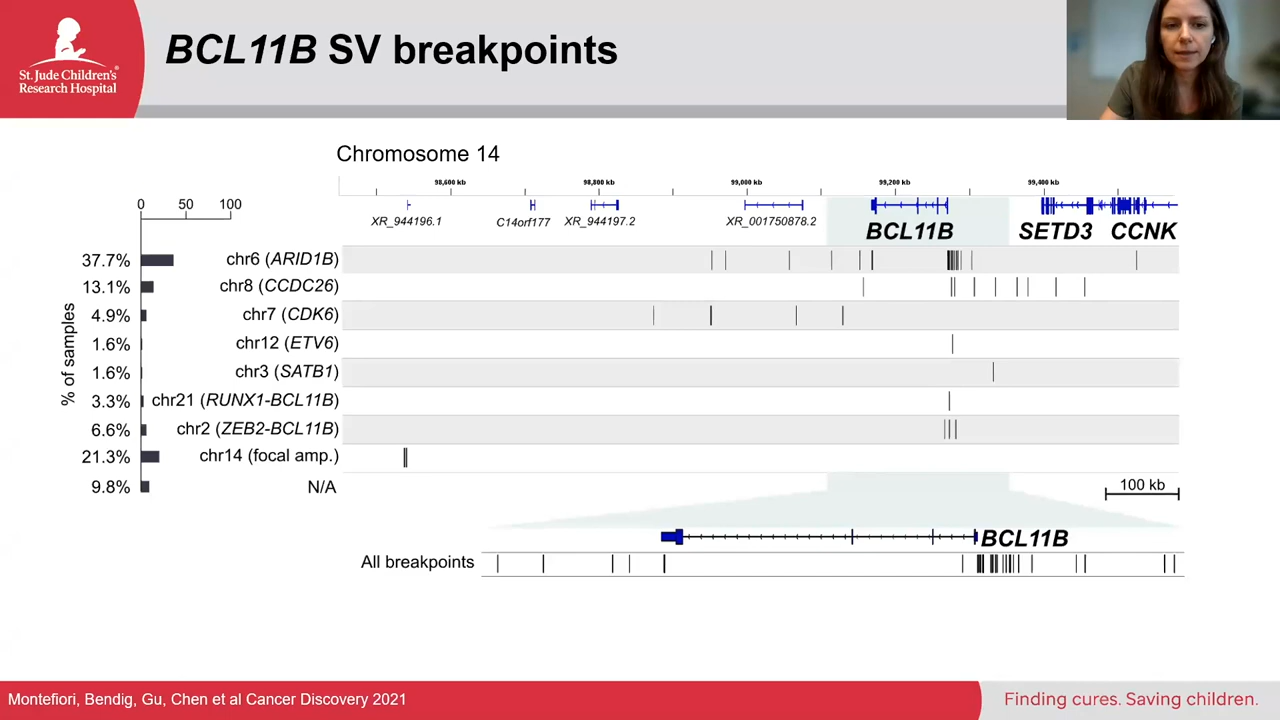 St. Jude Children's
Research Hospital
BCL11B SV breakpoints
Chromosome 14
98,600 kb 98,800 kb 99,000 kb 99,200 kb 99,400 kb
0 50 100
XR_944196.1 C14orf177 XR_944197.2 XR_001750878.2 BCL11B SETD3 CCNK
% of samples
37.7% chr6 (ARID1B)
13.1% chr8 (CCDC26)
4.9% chr7 (CDK6)
1.6% chr12 (ETV6)
1.6% chr3 (SATB1)
3.3% chr21 (RUNX1-BCL11B)
6.6% chr2 (ZEB2-BCL11B)
21.3% chr14 (focal amp.)
9.8% N/A
100 kb
BCL11B
All breakpoints
Montefiori, Bendig, Gu, Chen et al Cancer Discovery 2021
Finding cures. Saving children.